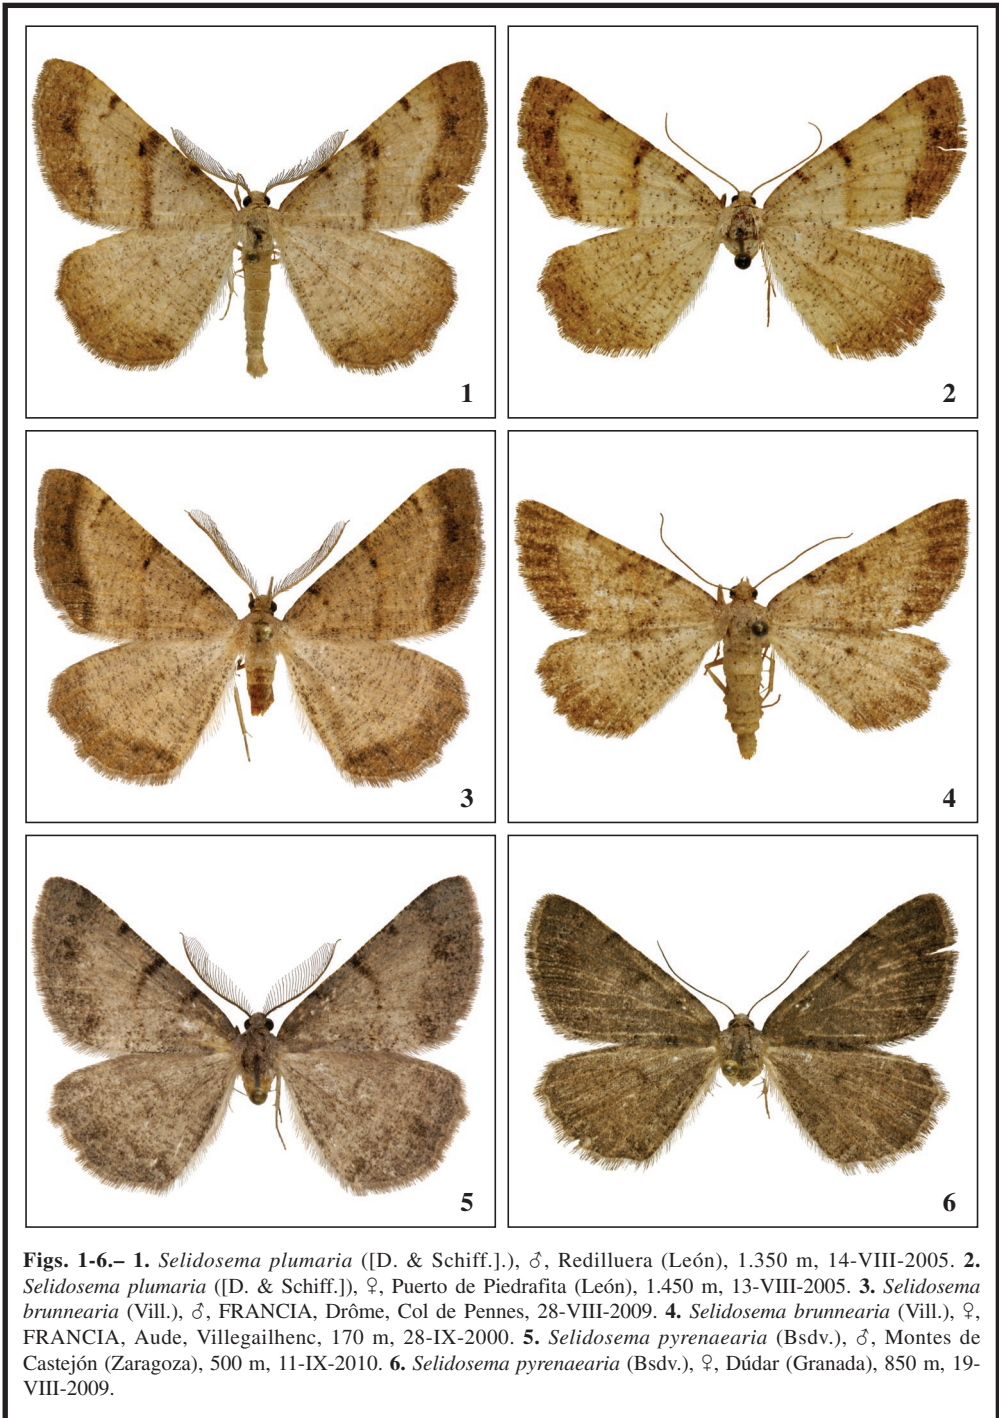 1
2
3
4
5
6
Figs. 1-6.– 1. Selidosema plumaria ([D. & Schiff.].), ♂, Redilluera (León), 1.350 m, 14-VIII-2005. 2.
Selidosema plumaria ([D. & Schiff.]), ♀, Puerto de Piedrafita (León), 1.450 m, 13-VIII-2005. 3. Selidosema
brunnearia (Vill.), ♂, FRANCIA, Drôme, Col de Pennes, 28-VIII-2009. 4. Selidosema brunnearia (Vill.), ♀,
FRANCIA, Aude, Villegailhenc, 170 m, 28-IX-2000. 5. Selidosema pyrenaearia (Bsdv.), ♂, Montes de
Castejón (Zaragoza), 500 m, 11-IX-2010. 6. Selidosema pyrenaearia (Bsdv.), ♀, Dúdar (Granada), 850 m, 19-
VIII-2009.